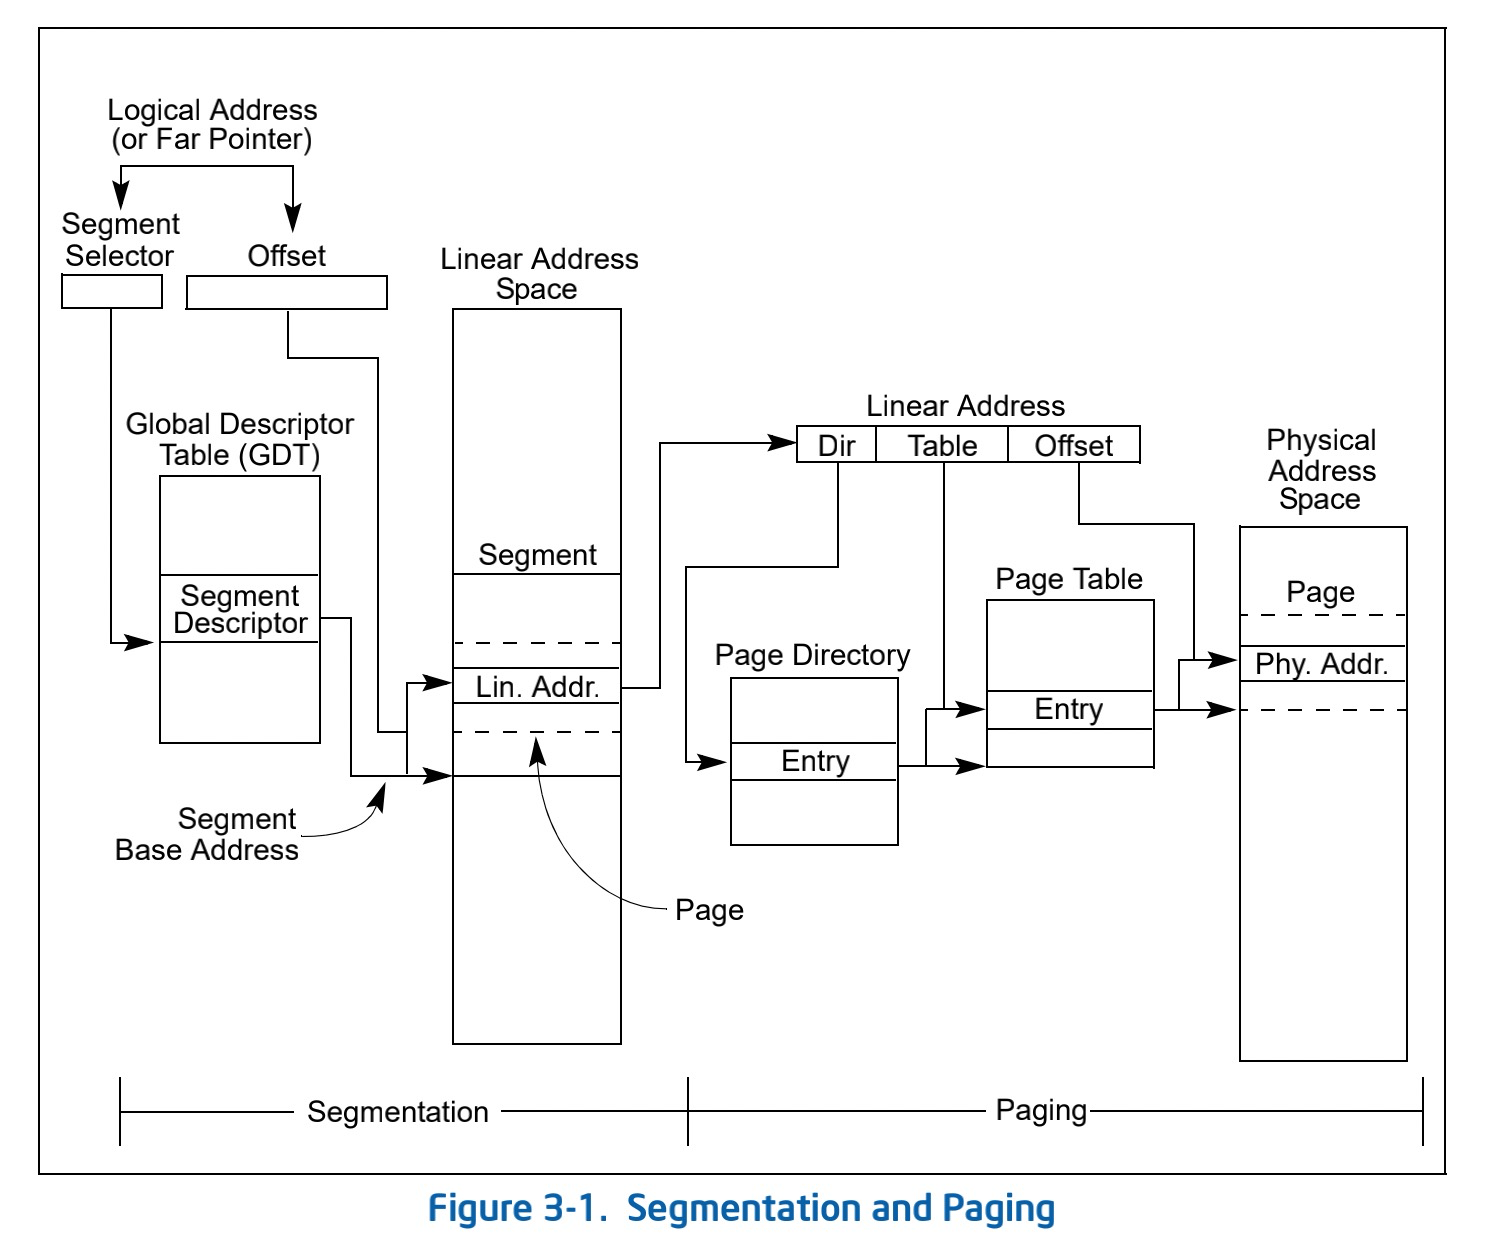 Logical Address
(or Far Pointer)
Segment
Selector
Offset
Linear Address
Space
Global Descriptor
Table (GDT)
Segment
Descriptor
Segment
Lin. Addr.
Segment
Base Address
Page
Linear Address
Dir Table Offset
Page Directory
Entry
Page Table
Entry
Physical
Address
Space
Page
Phy. Addr.
Segmentation
Paging
Figure 3-1. Segmentation and Paging